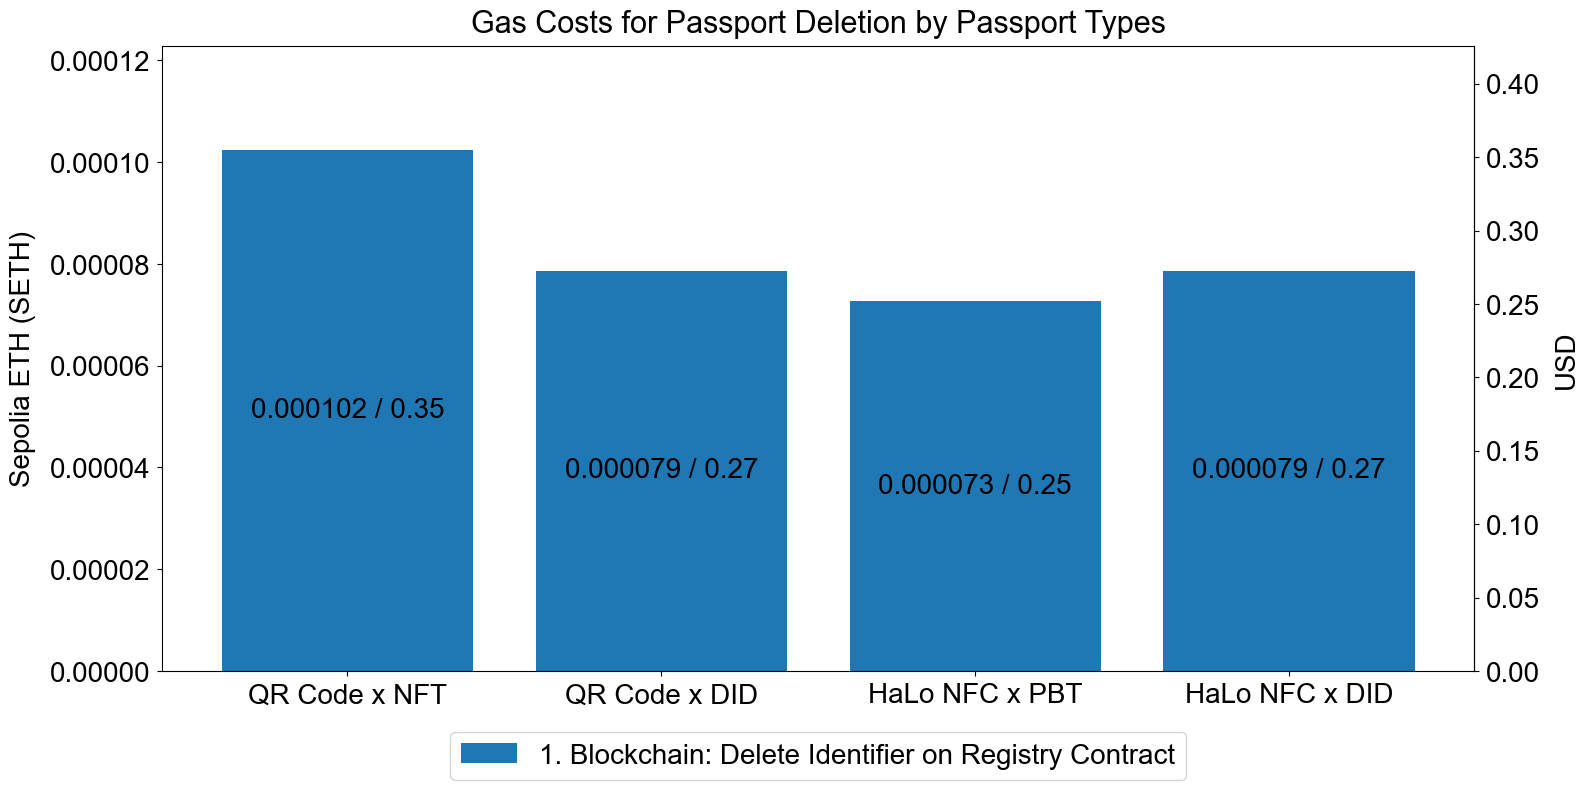 Gas Costs for Passport Deletion by Passport Types
0.00012
0.00010
0.00008
0.00006
0.00004
0.00002
0.00000
Sepolia ETH (SETH)
0.000102 / 0.35
0.000079 / 0.27
0.000073 / 0.25
0.000079 / 0.27
0.40
0.35
0.30
0.25
0.20
0.15
0.10
0.05
0.00
USD
QR Code x NFT
QR Code x DID
HaLo NFC x PBT
HaLo NFC x DID
1. Blockchain: Delete Identifier on Registry Contract